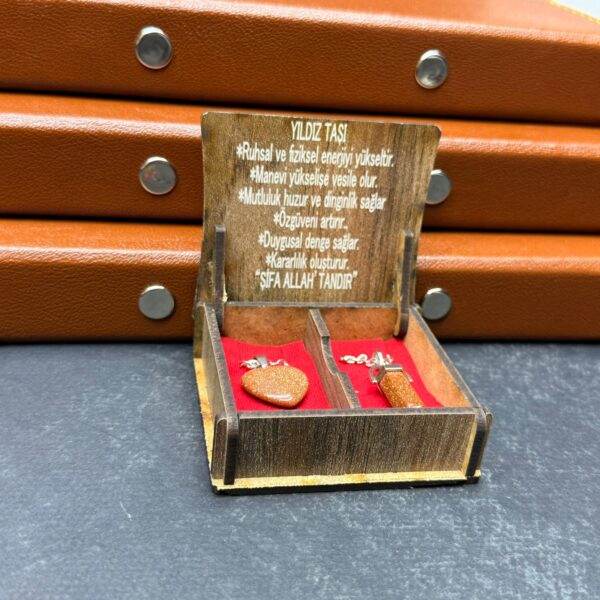 YILDIZ TAŞI
*Ruhsal ve fiziksel enerjiyi yükseltir.
*Manevi yükselişe vesile olur.
*Mutluluk huzur ve dinginlik sağlar
*Özgüveni artırır..
*Duygusal denge sağlar.
*Kararlılık oluşturur.
“ŞİFA ALLAH' TANDIR”